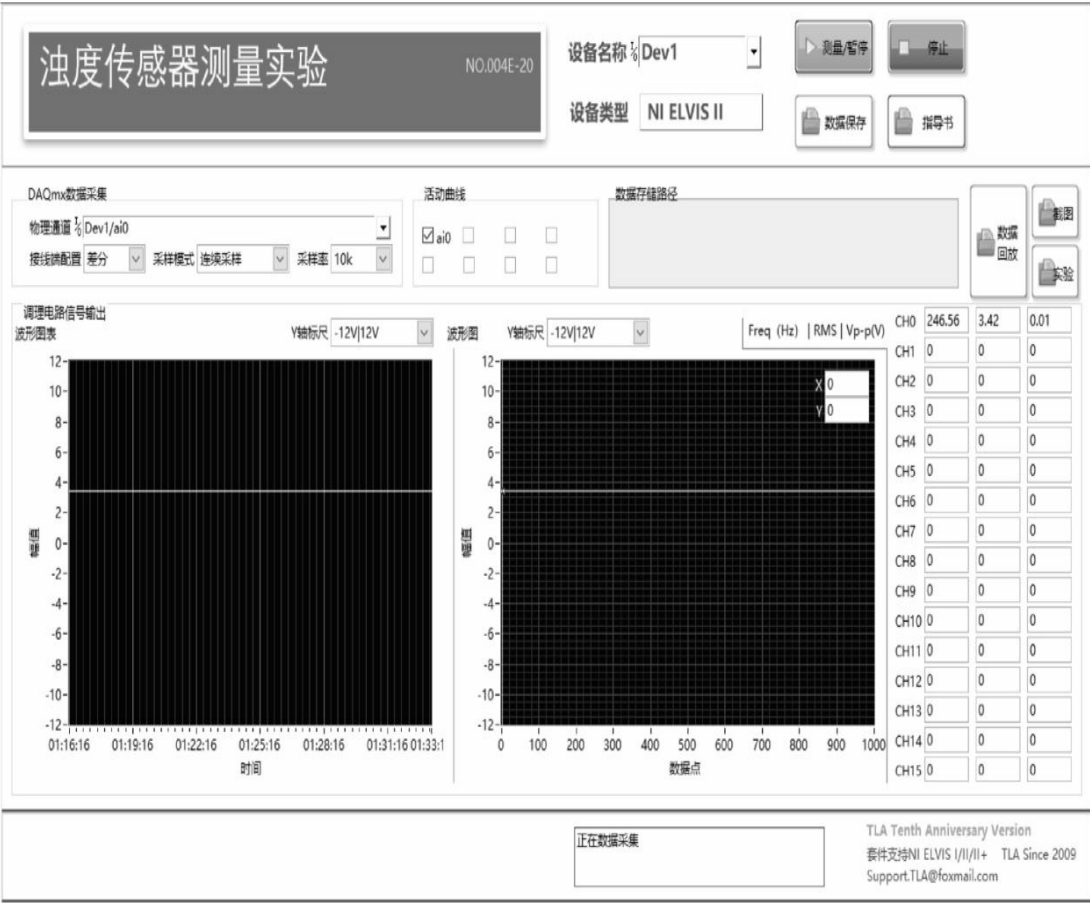 浊度传感器测量实验
NO.004E-20
设备名称 Dev1
设备类型 NI ELVIS II
测量/暂停
停止
数据保存
指导书
DAQmx数据采集
物理通道 Dev1/ai0
接线端配置 差分 采样模式 连续采样 采样率 10k
活动曲线
ai0
数据存储路径
数据
回放
截图
实验
调理电路信号输出
波形图表 Y轴标尺 -12V|12V
12
10
8
6
4
2
0
-2
-4
-6
-8
-10
-12
幅值
01:16:16 01:19:16 01:22:16 01:25:16 01:28:16 01:31:16 01:33:1
时间
波形图 Y轴标尺 -12V|12V
12
10
8
6
4
2
0
-2
-4
-6
-8
-10
-12
幅值
X 0
Y 0
0 100 200 300 400 500 600 700 800 900 1000
数据点
Freq (Hz) | RMS | Vp-p(V)
CH0 246.56 3.42 0.01
CH1 0 0 0
CH2 0 0 0
CH3 0 0 0
CH4 0 0 0
CH5 0 0 0
CH6 0 0 0
CH7 0 0 0
CH8 0 0 0
CH9 0 0 0
CH10 0 0 0
CH11 0 0 0
CH12 0 0 0
CH13 0 0 0
CH14 0 0 0
CH15 0 0 0
正在数据采集
TLA Tenth Anniversary Version
套件支持NI ELVIS I/II/II+ TLA Since 2009
Support.TLA@foxmail.com